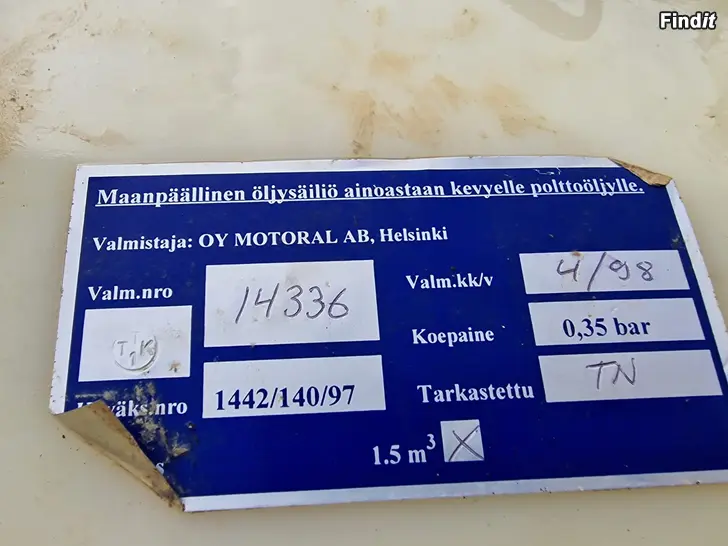 Findit
Maanpäällinen öljysäiliö ainoastaan kevyelle polttoöljylle.
Valmistaja: OY MOTORAL AB, Helsinki
Valm.nro 14336 Valm.kk/v 4/98
Koepaine 0,35 bar
1442/140/97 Tarkastettu TN
1.5 m³ X